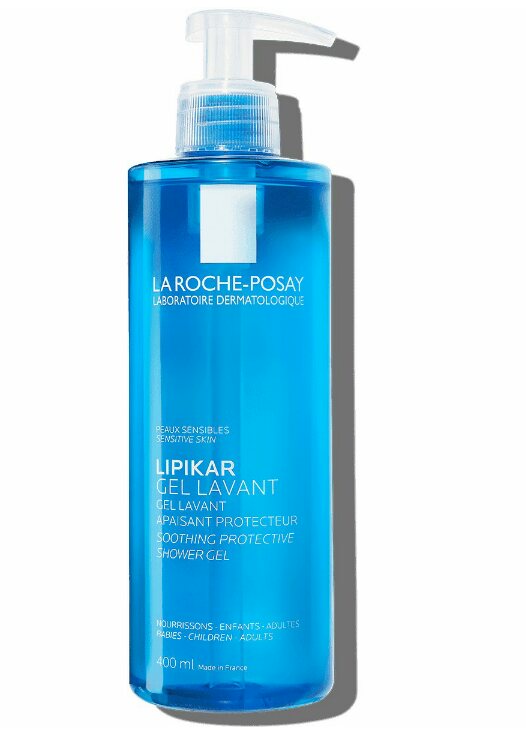 LA ROCHE-POSAY
LABORATOIRE DERMATOLOGIQUE
PEAUX SENSIBLES
SENSITIVE SKIN
LIPIKAR
GEL LAVANT
GEL LAVANT
APAISANT PROTECTEUR
SOOTHING PROTECTIVE
SHOWER GEL
NOURRISSONS - ENFANTS - ADULTES
BABIES - CHILDREN - ADULTS
400 ml Made in France